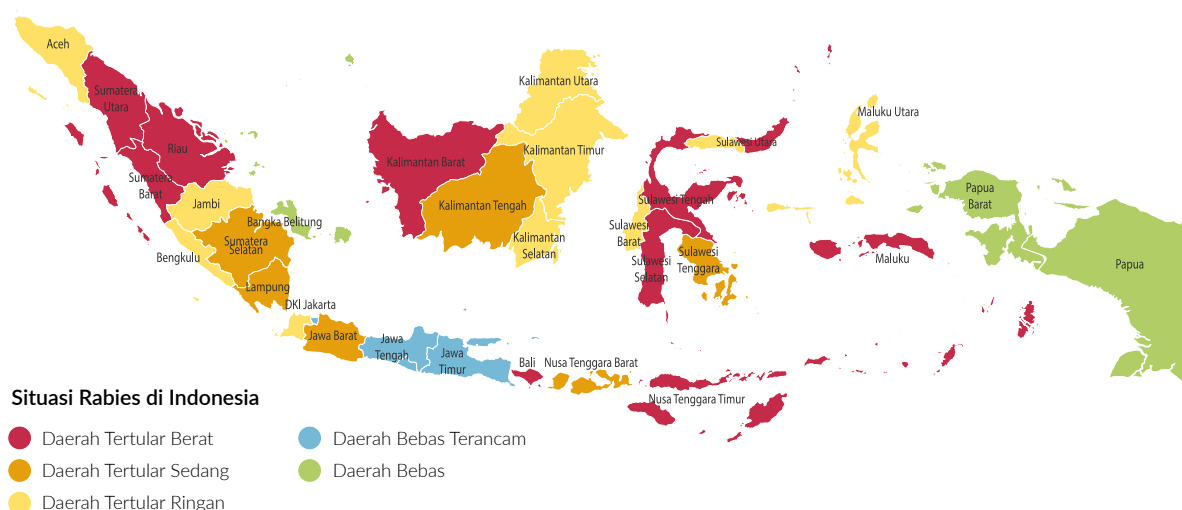 Aceh
Sumatera
Utara
Riau
Sumatera
Barat
Jambi
Bangka Belitung
Sumatera
Selatan
Bengkulu
Lampung
DKI Jakarta
Jawa Barat
Jawa
Tengah
Jawa
Timur
Bali
Nusa Tenggara Barat
Nusa Tenggara Timur
Kalimantan Utara
Kalimantan Timur
Kalimantan Barat
Kalimantan Tengah
Kalimantan
Selatan
Sulawesi Utara
Sulawesi Tengah
Sulawesi
Barat
Sulawesi
Selatan
Sulawesi
Tenggara
Maluku Utara
Maluku
Papua
Barat
Papua
Situasi Rabies di Indonesia
Daerah Tertular Berat
Daerah Tertular Sedang
Daerah Tertular Ringan
Daerah Bebas Terancam
Daerah Bebas